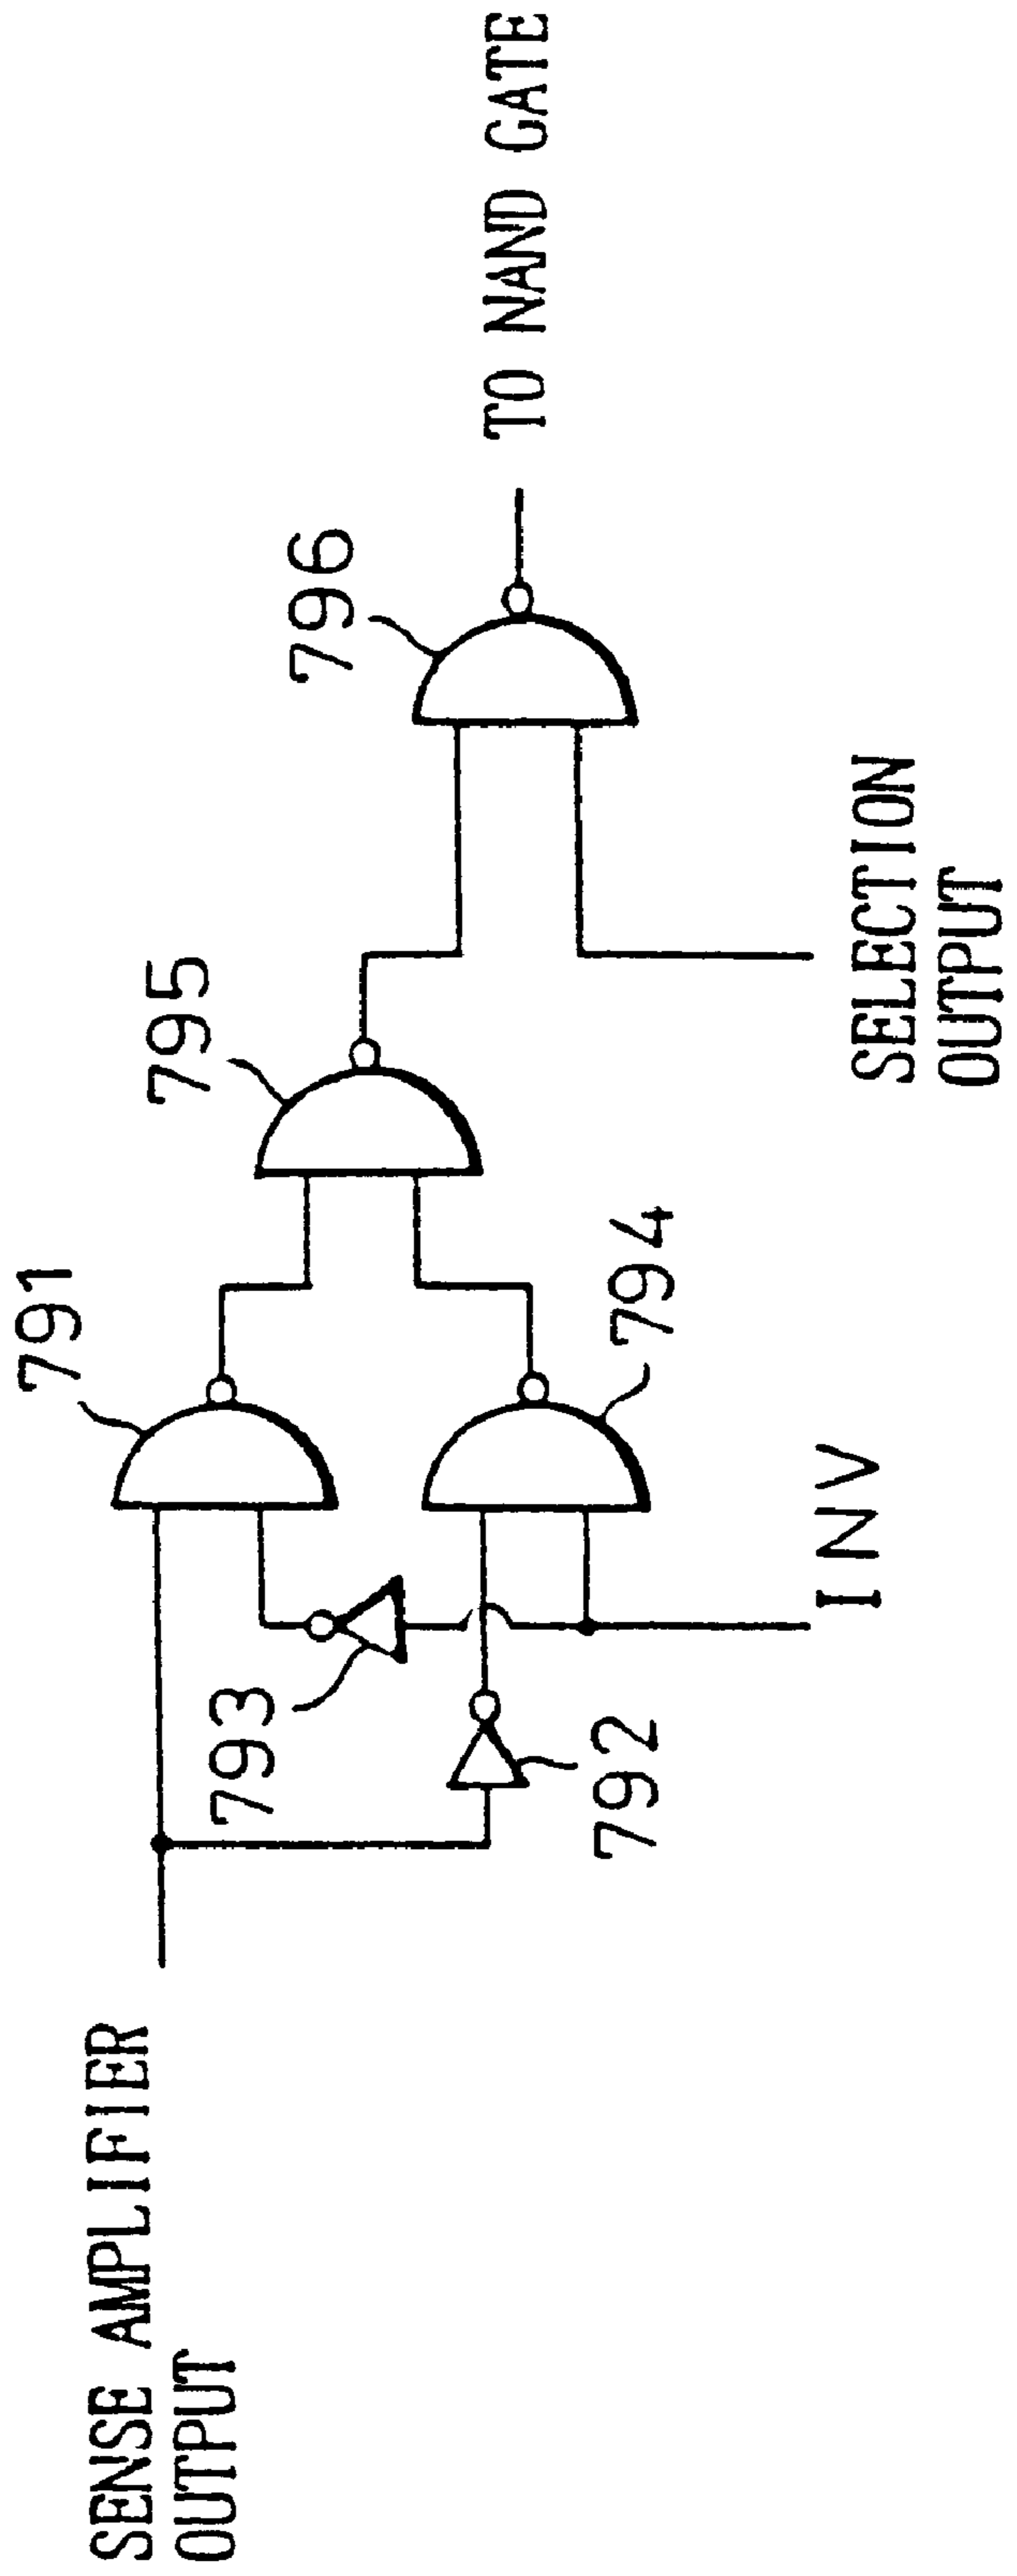 SENSE AMPLIFIER
OUTPUT
791
793
792
794
INV
795
796
SELECTION
OUTPUT
TO NAND GATE